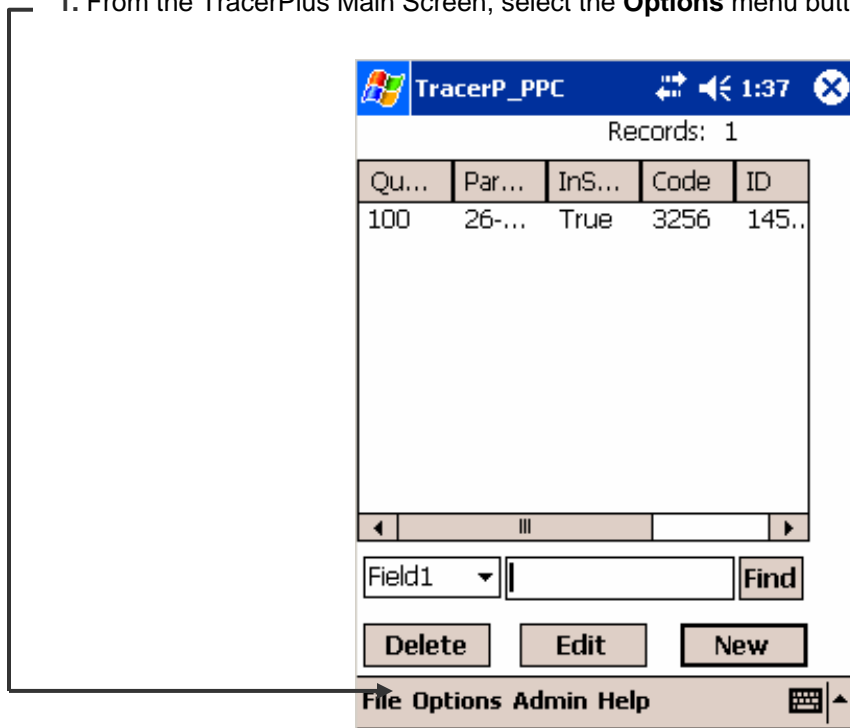 1. From the TracerPlus Main Screen, select the Options menu butt
TracerP_PPC 1:37
Records: 1
Qu... Par... InS... Code ID
100 26-... True 3256 145..
Field1 Find
Delete Edit New
File Options Admin Help